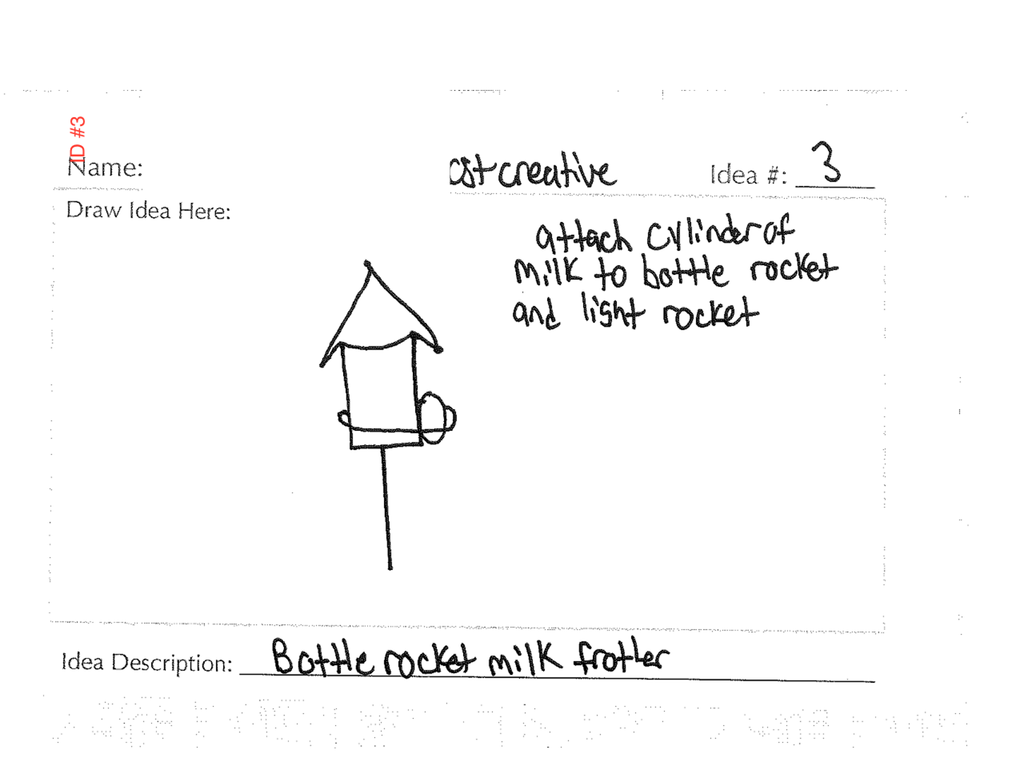 ID #3
Name: cst creative Idea #: 3
Draw Idea Here:
attach cylinder of
milk to bottle rocket
and light rocket
Idea Description: Bottle rocket milk frother